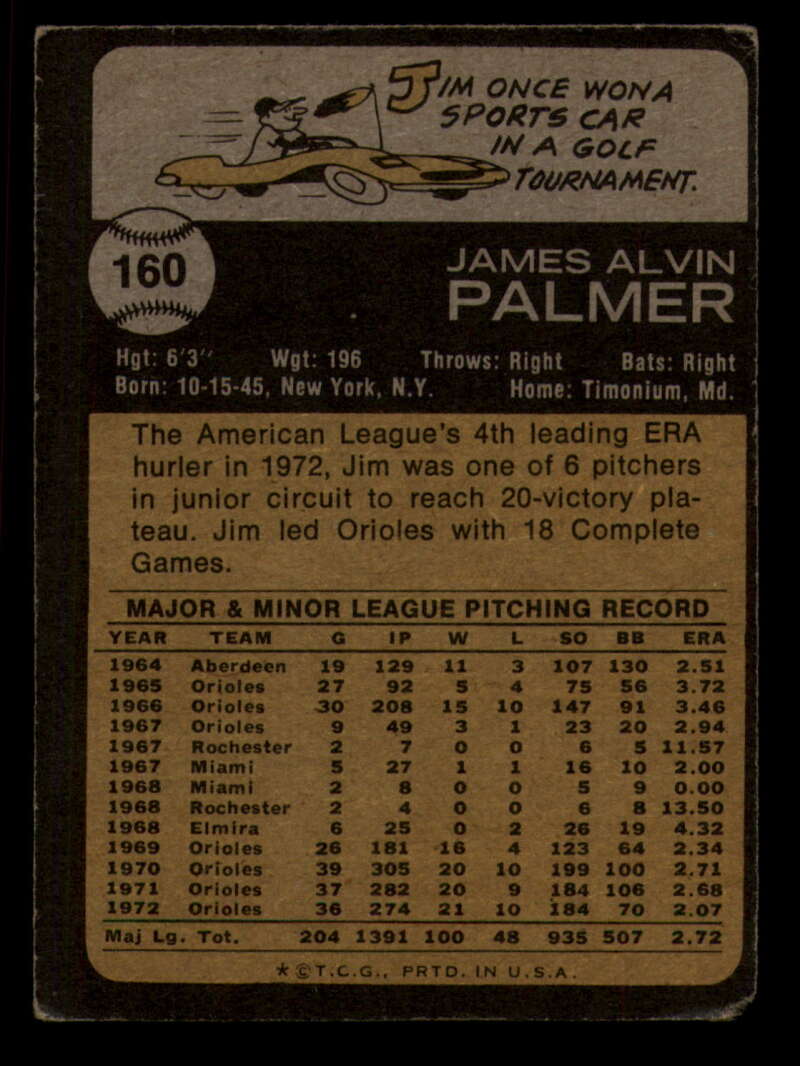 JIM ONCE WON A
SPORTS CAR
IN A GOLF
TOURNAMENT.
160
JAMES ALVIN
PALMER
Hgt: 6'3" Wgt: 196 Throws: Right Bats: Right
Born: 10-15-45, New York, N.Y. Home: Timonium, Md.
The American League's 4th leading ERA
hurler in 1972, Jim was one of 6 pitchers
in junior circuit to reach 20-victory pla-
teau. Jim led Orioles with 18 Complete
Games.
MAJOR & MINOR LEAGUE PITCHING RECORD
YEAR TEAM G IP W L SO BB ERA
1964 Aberdeen 19 129 11 3 107 130 2.51
1965 Orioles 27 92 5 4 75 56 3.72
1966 Orioles 30 208 15 10 147 91 3.46
1967 Orioles 9 49 3 1 23 20 2.94
1967 Rochester 2 7 0 0 6 5 11.57
1967 Miami 5 27 1 1 16 10 2.00
1968 Miami 2 8 0 0 5 9 0.00
1968 Rochester 2 4 0 0 6 8 13.50
1968 Elmira 6 25 0 2 26 19 4.32
1969 Orioles 26 181 16 4 123 64 2.34
1970 Orioles 39 305 20 10 199 100 2.71
1971 Orioles 37 282 20 9 184 106 2.68
1972 Orioles 36 274 21 10 184 70 2.07
Maj Lg. Tot. 204 1391 100 48 935 507 2.72
* © T.C.G., PRTD. IN U.S.A.